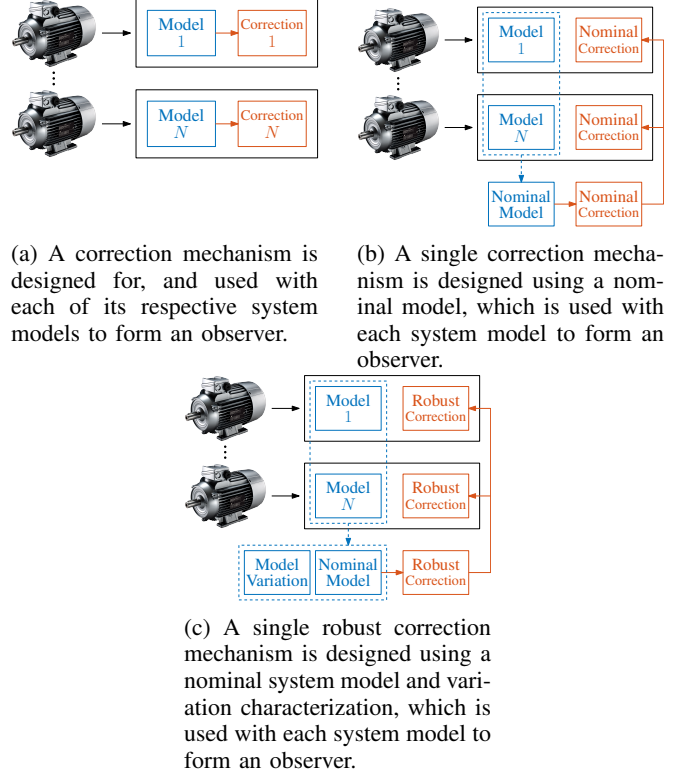 Model
1
Correction
1
Model
N
Correction
N
(a) A correction mechanism is
designed for, and used with
each of its respective system
models to form an observer.
Model
1
Nominal
Correction
Model
N
Nominal
Correction
Nominal
Model
Nominal
Correction
(b) A single correction mecha-
nism is designed using a nom-
inal model, which is used with
each system model to form an
observer.
Model
1
Robust
Correction
Model
N
Robust
Correction
Model
Variation
Nominal
Model
Robust
Correction
(c) A single robust correction
mechanism is designed using a
nominal system model and vari-
ation characterization, which is
used with each system model to
form an observer.